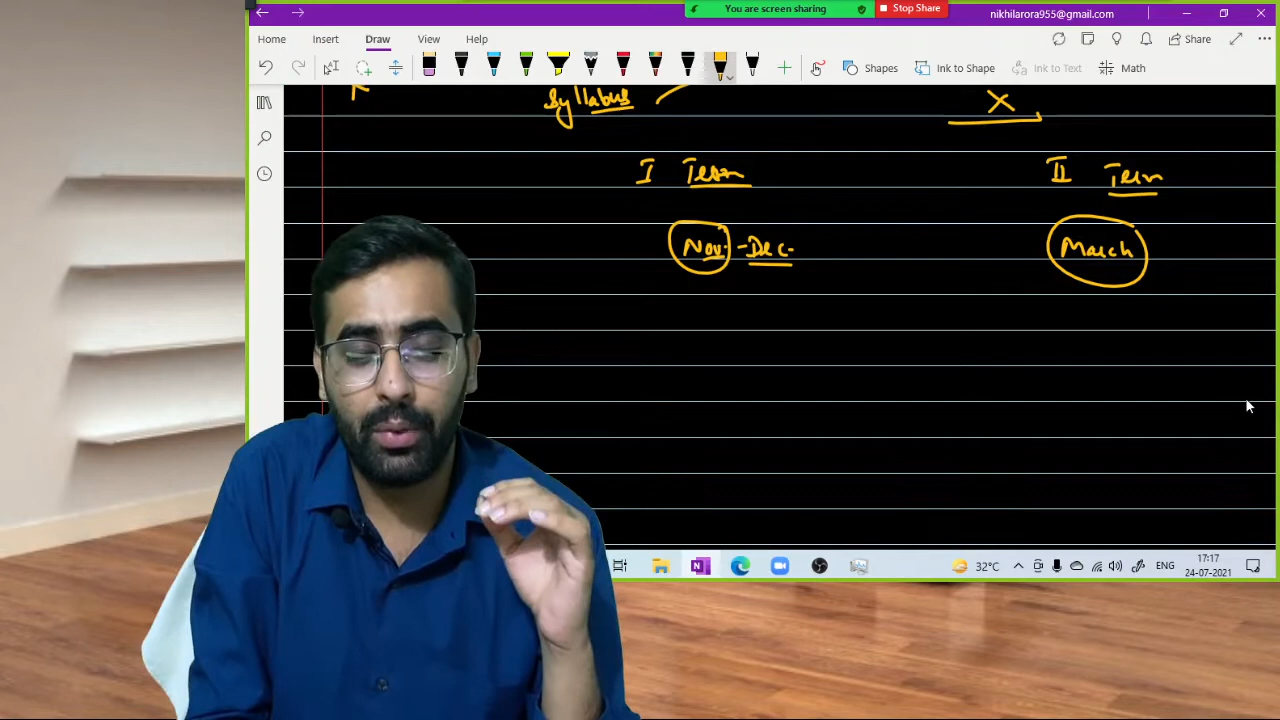 You are screen sharing Stop Share
nikhilarora955@gmail.com
Home Insert Draw View Help Share
Shapes Ink to Shape Ink to Text Math
Syllabus X
I Term II Term
Nov. - Dec. March
32°C ENG 17:17
24-07-2021